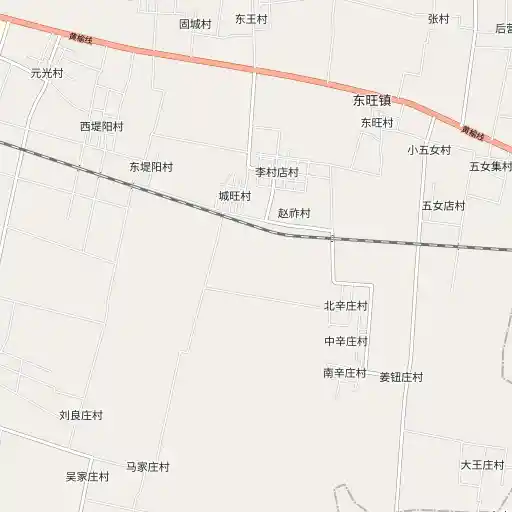 东王村
张村
固城村
后营
黄榆线
元光村
东旺镇
东旺村
西堤阳村
黄榆线
小五女村
东堤阳村
李村店村
五女集村
城旺村
五女店村
赵祚村
北辛庄村
中辛庄村
南辛庄村
姜钮庄村
刘良庄村
马家庄村
大王庄村
吴家庄村